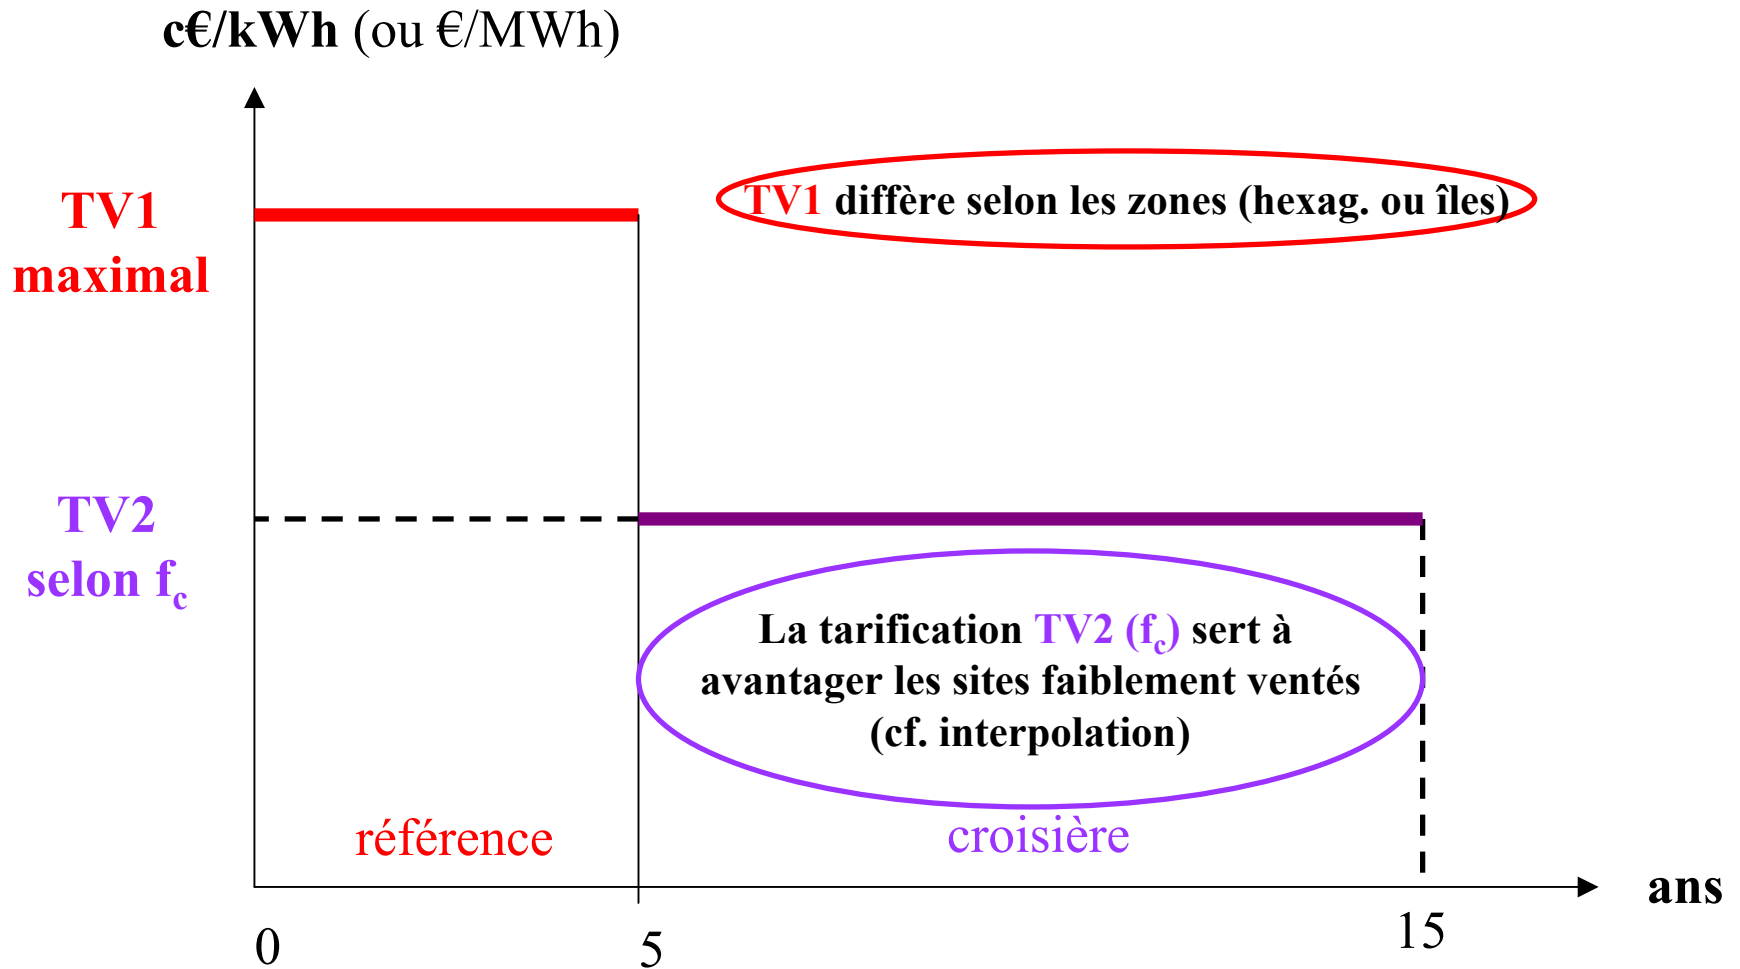 c€/kWh (ou €/MWh)
TV1
maximal
TV1 diffère selon les zones (hexag. ou îles)
TV2
selon fc
La tarification TV2 (fc) sert à
avantager les sites faiblement ventés
(cf. interpolation)
référence
croisière
ans
0
5
15